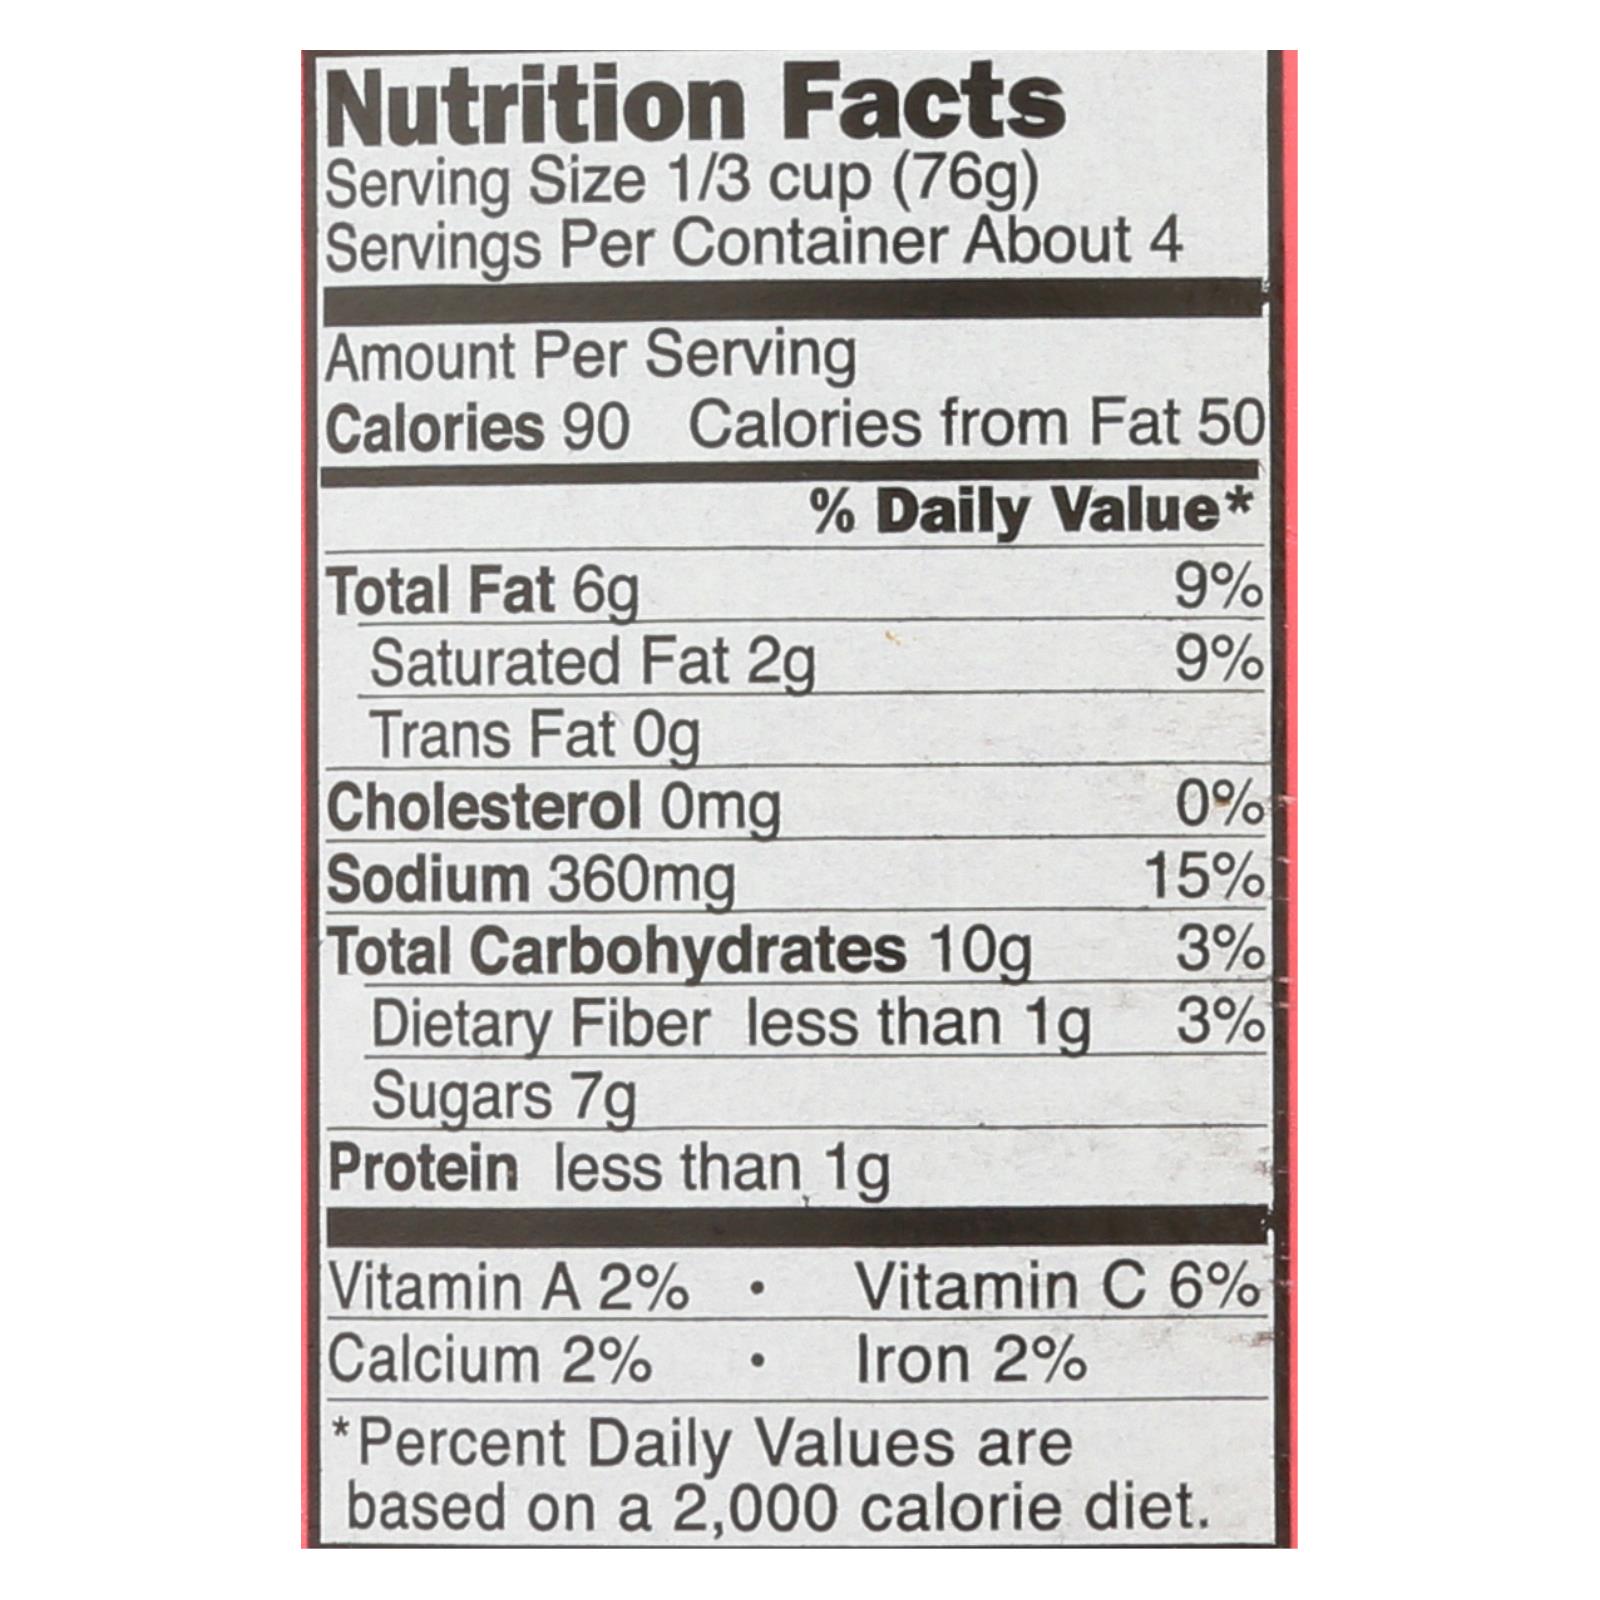 Nutrition Facts
Serving Size 1/3 cup (76g)
Servings Per Container About 4
Amount Per Serving
Calories 90 Calories from Fat 50
% Daily Value*
Total Fat 6g 9%
Saturated Fat 2g 9%
Trans Fat 0g
Cholesterol 0mg 0%
Sodium 360mg 15%
Total Carbohydrates 10g 3%
Dietary Fiber less than 1g 3%
Sugars 7g
Protein less than 1g
Vitamin A 2% • Vitamin C 6%
Calcium 2% • Iron 2%
*Percent Daily Values are
based on a 2,000 calorie diet.